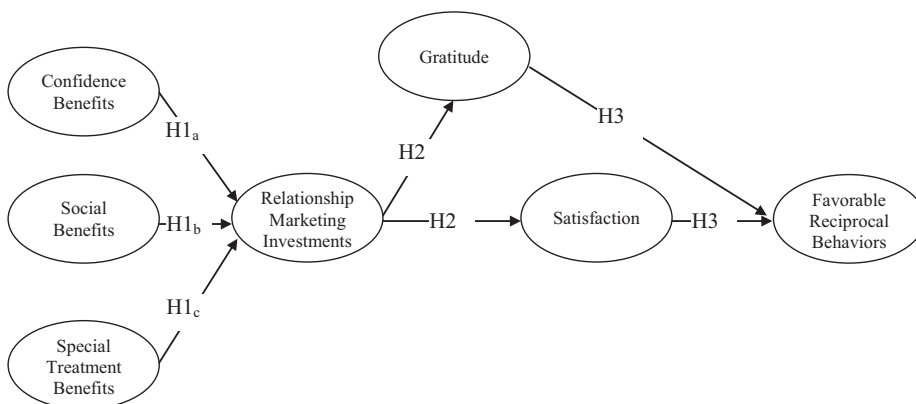 Confidence
Benefits
H1a
Social
Benefits
H1b
Special
Treatment
Benefits
H1c
Relationship
Marketing
Investments
H2
Gratitude
H3
H2
Satisfaction
H3
Favorable
Reciprocal
Behaviors